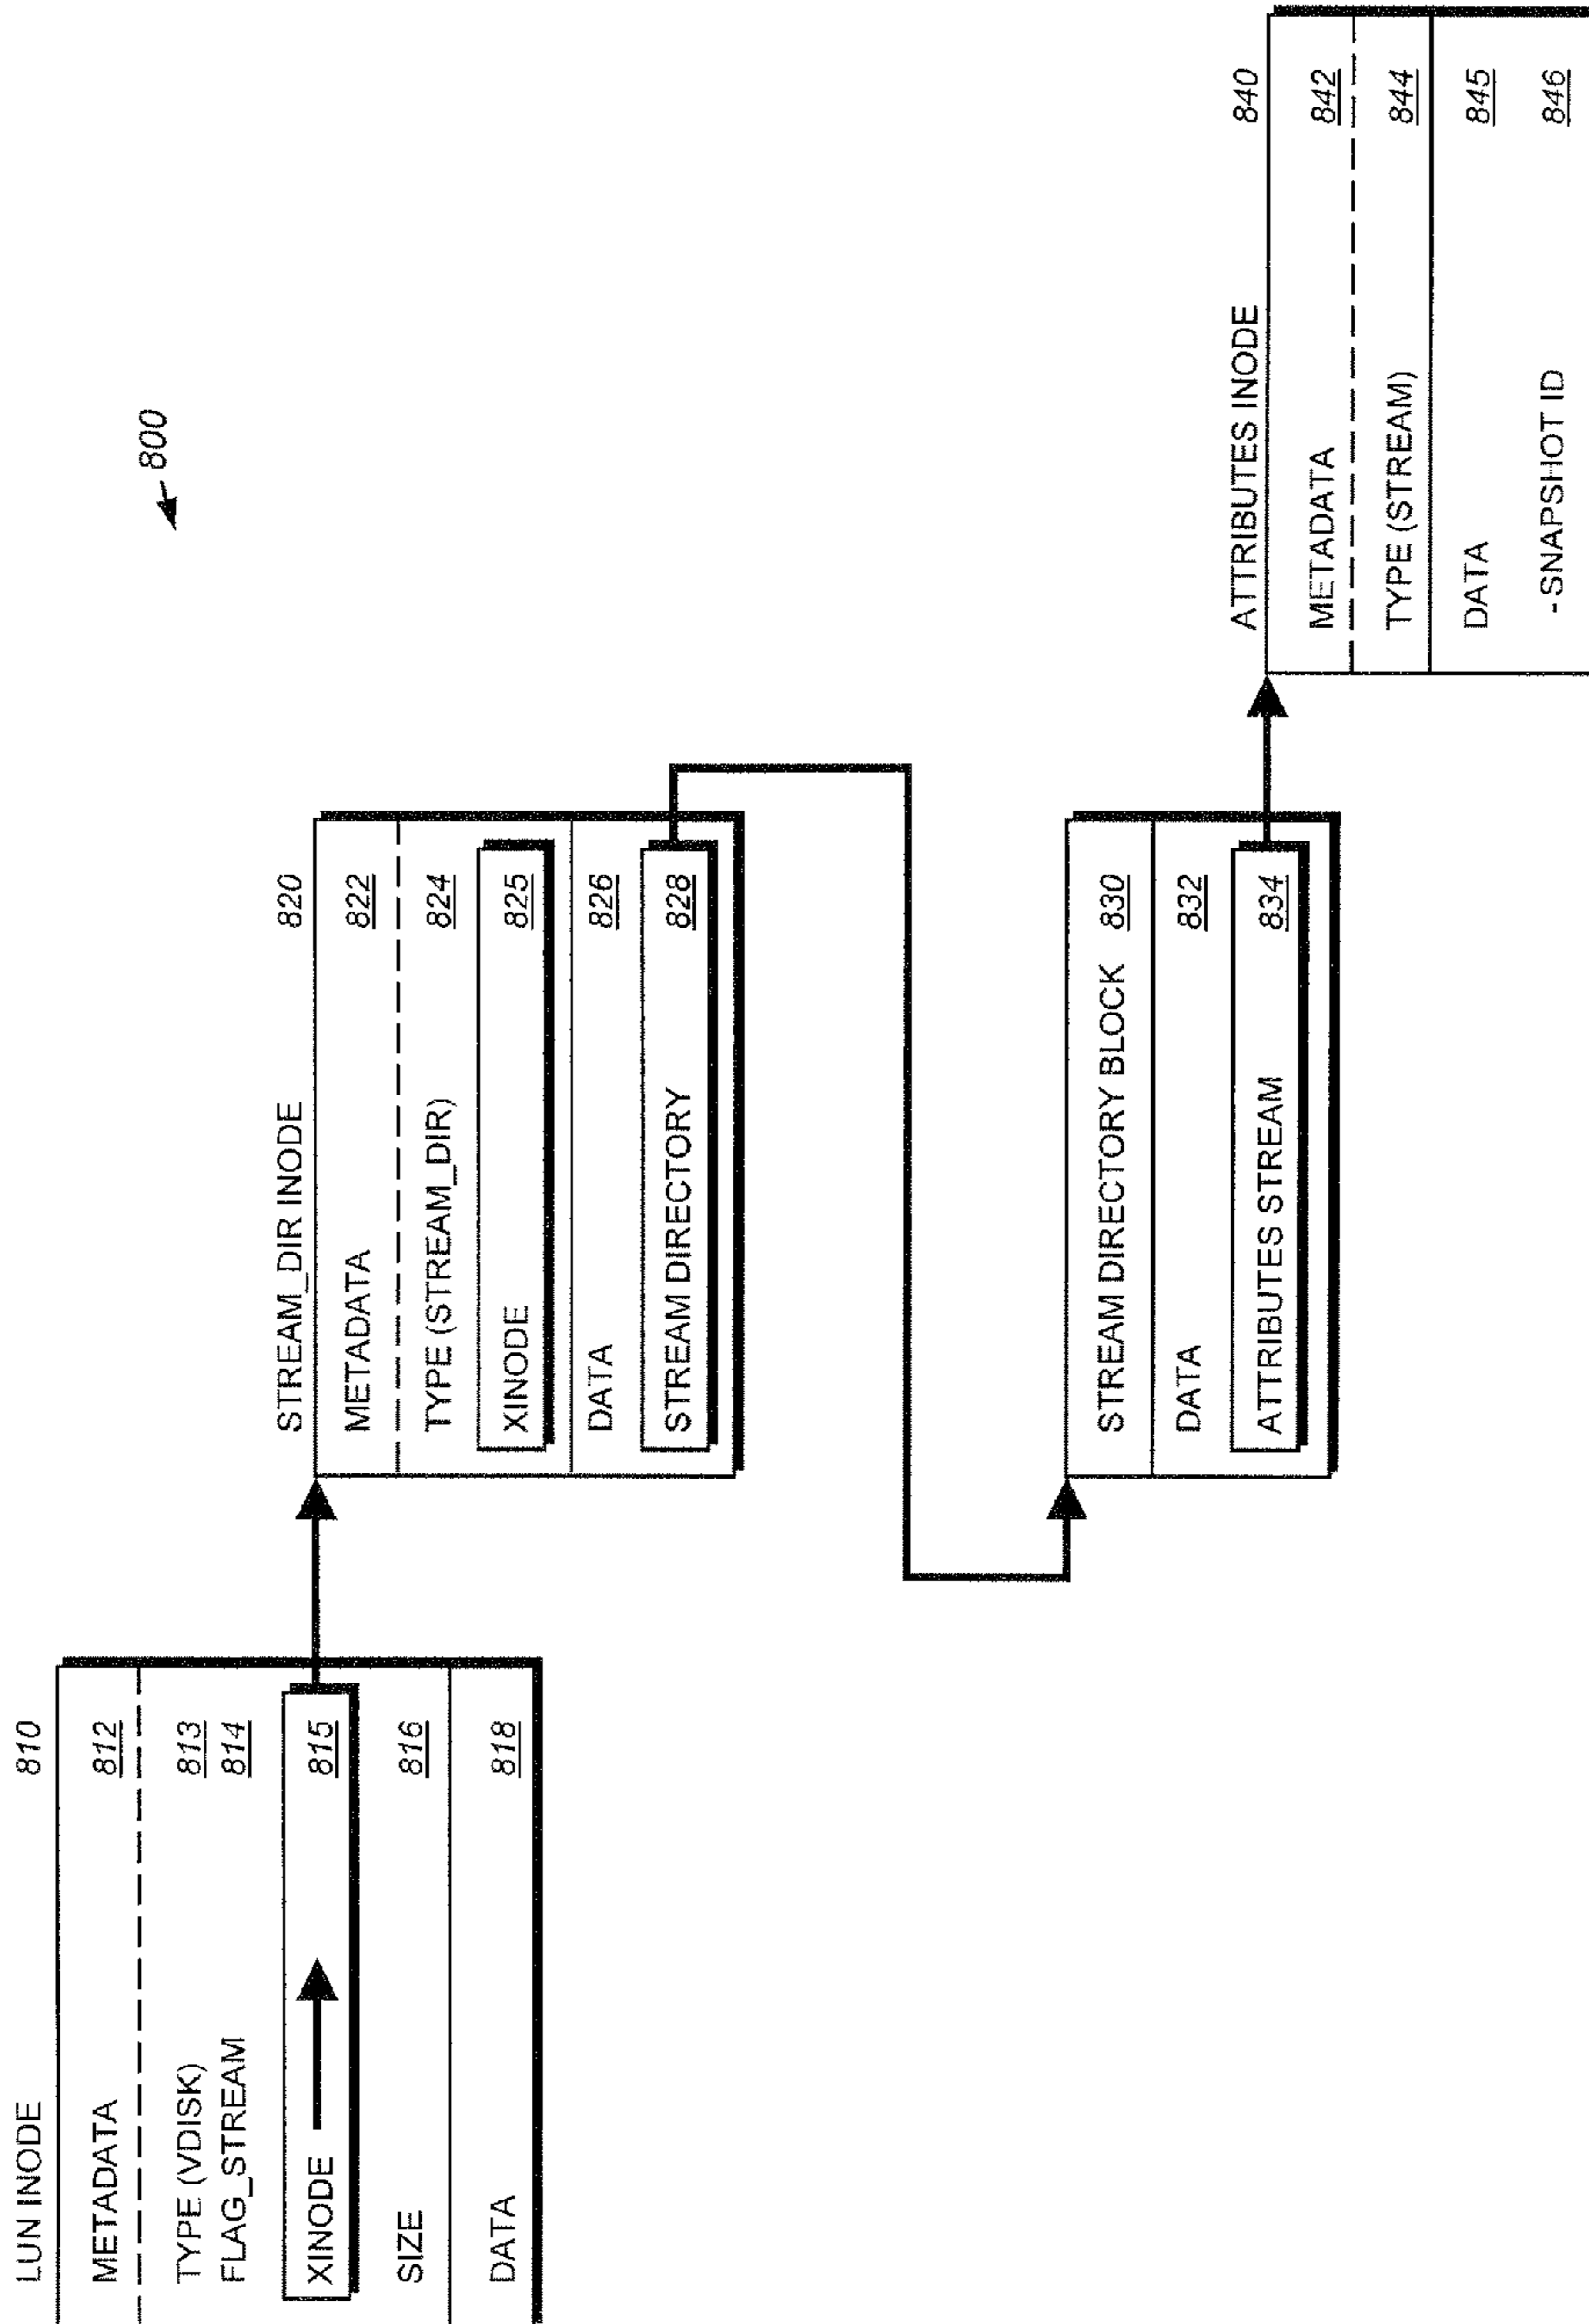 800
LUN INODE 810
METADATA 812
TYPE (VDISK) 813
FLAG_STREAM 814
XINODE 815
SIZE 816
DATA 818
STREAM_DIR INODE 820
METADATA 822
TYPE (STREAM_DIR) 824
XINODE 825
DATA 826
STREAM DIRECTORY 828
STREAM DIRECTORY BLOCK 830
DATA 832
ATTRIBUTES STREAM 834
ATTRIBUTES INODE 840
METADATA 842
TYPE (STREAM) 844
DATA 845
-SNAPSHOT ID 846